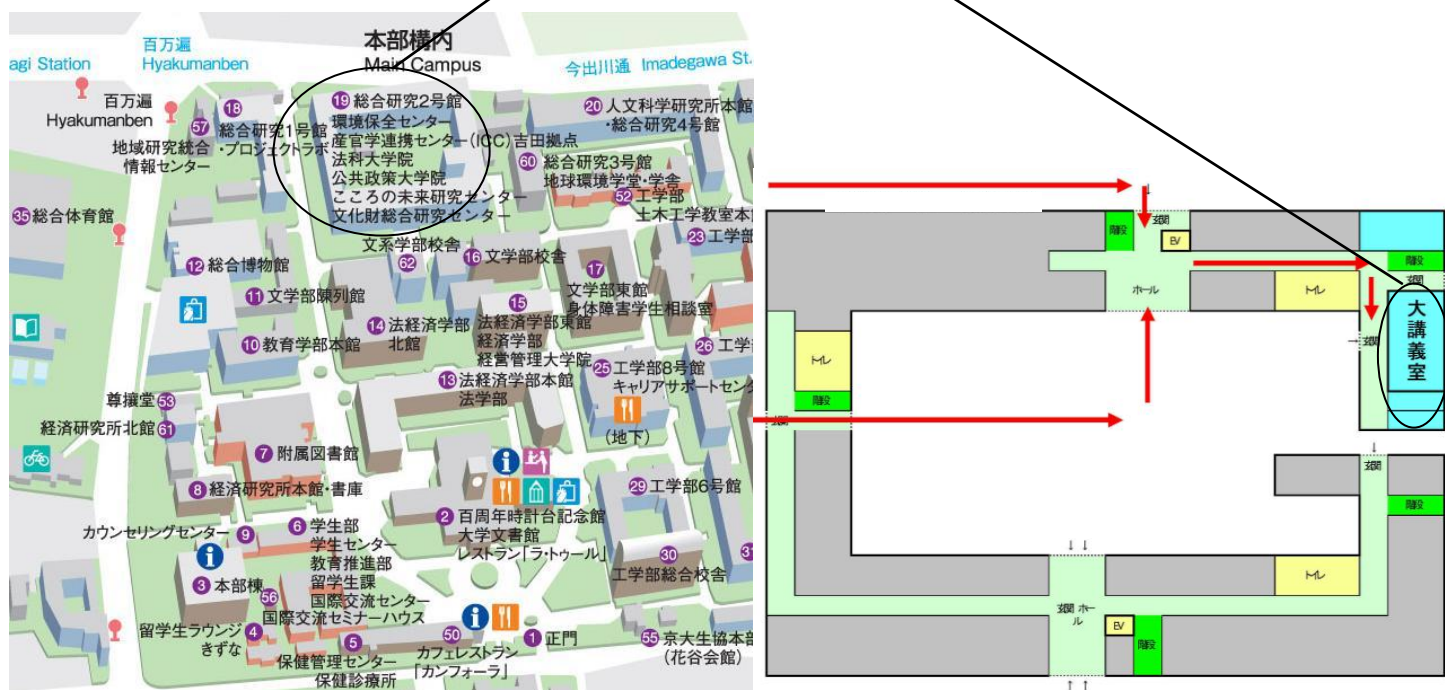 本部構内
Main Campus
百万遍
Hyakumanben
agi Station
今出川通 Imadegawa St.
百万遍
Hyakumanben
18
総合研究1号館
・プロジェクトラボ
57
地域研究統合
情報センター
19 総合研究2号館
環境保全センター
産官学連携センター(ICC)吉田拠点
法科大学院
公共政策大学院
こころの未来研究センター
文化財総合研究センター
20 人文科学研究所本館
・総合研究4号館
60 総合研究3号館
地球環境学堂・学舎
52 工学部
土木工学教室本
23 工学部
35 総合体育館
文系学部校舎
62
16 文学部校舎
12 総合博物館
17
文学部東館
身体障害学生相談室
11 文学部陳列館
15
法経済学部東館
経済学部
経営管理大学院
14 法経済学部
北館
10 教育学部本館
26 工学
25 工学部8号館
キャリアサポートセン
(地下)
13 法経済学部本館
法学部
尊攘堂 53
経済研究所北館 61
7 附属図書館
8 経済研究所本館・書庫
29 工学部6号館
2 百周年時計台記念館
大学文書館
レストラン「ラ・トゥール」
カウンセリングセンター 9
6 学生部
学生センター
教育推進部
留学生課
国際交流センター
30
工学部総合校舎
31
3 本部棟
56
国際交流セミナーハウス
留学生ラウンジ 4
きずな
5
保健管理センター
保健診療所
50
カフェレストラン
「カンフォーラ」
1 正門
55 京大生協本部
(花谷会館)
↓
玄関
階段
EV
階段
ホール
トイレ
玄関
大講義室
→ 玄関
トイレ
階段
玄関
↓
玄関
階段
↓ ↓
トイレ
玄関 ホール
EV
階段
↑ ↑